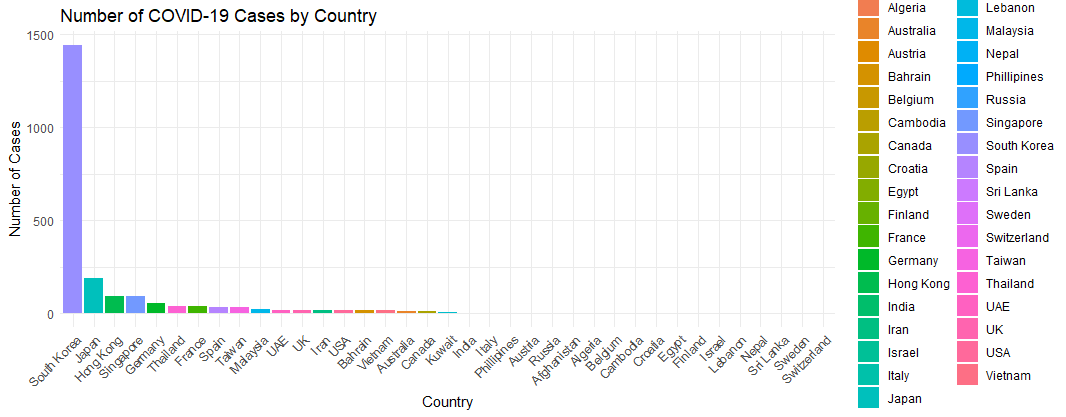 Number of COVID-19 Cases by Country
1500
1000
500
0
Number of Cases
South Korea
Japan
Hong Kong
Singapore
Germany
Thailand
France
Spain
Taiwan
Malaysia
UAE
UK
Iran
USA
Bahrain
Vietnam
Australia
Canada
Kuwait
India
Italy
Phillipines
Austria
Russia
Afghanistan
Algeria
Belgium
Cambodia
Croatia
Egypt
Finland
Israel
Lebanon
Nepal
Sri Lanka
Sweden
Switzerland
Country
Algeria
Australia
Austria
Bahrain
Belgium
Cambodia
Canada
Croatia
Egypt
Finland
France
Germany
Hong Kong
India
Iran
Israel
Italy
Japan
Lebanon
Malaysia
Nepal
Phillipines
Russia
Singapore
South Korea
Spain
Sri Lanka
Sweden
Switzerland
Taiwan
Thailand
UAE
UK
USA
Vietnam